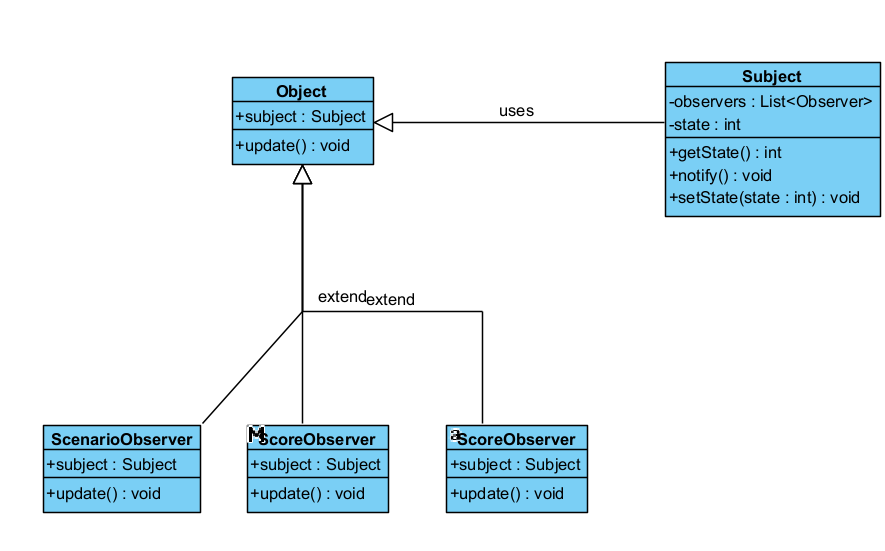 Object
+subject : Subject
+update() : void
uses
Subject
-observers : List<Observer>
-state : int
+getState() : int
+notify() : void
+setState(state : int) : void
extend
extend
ScenarioObserver
+subject : Subject
+update() : void
M
ScoreObserver
+subject : Subject
+update() : void
a
ScoreObserver
+subject : Subject
+update() : void